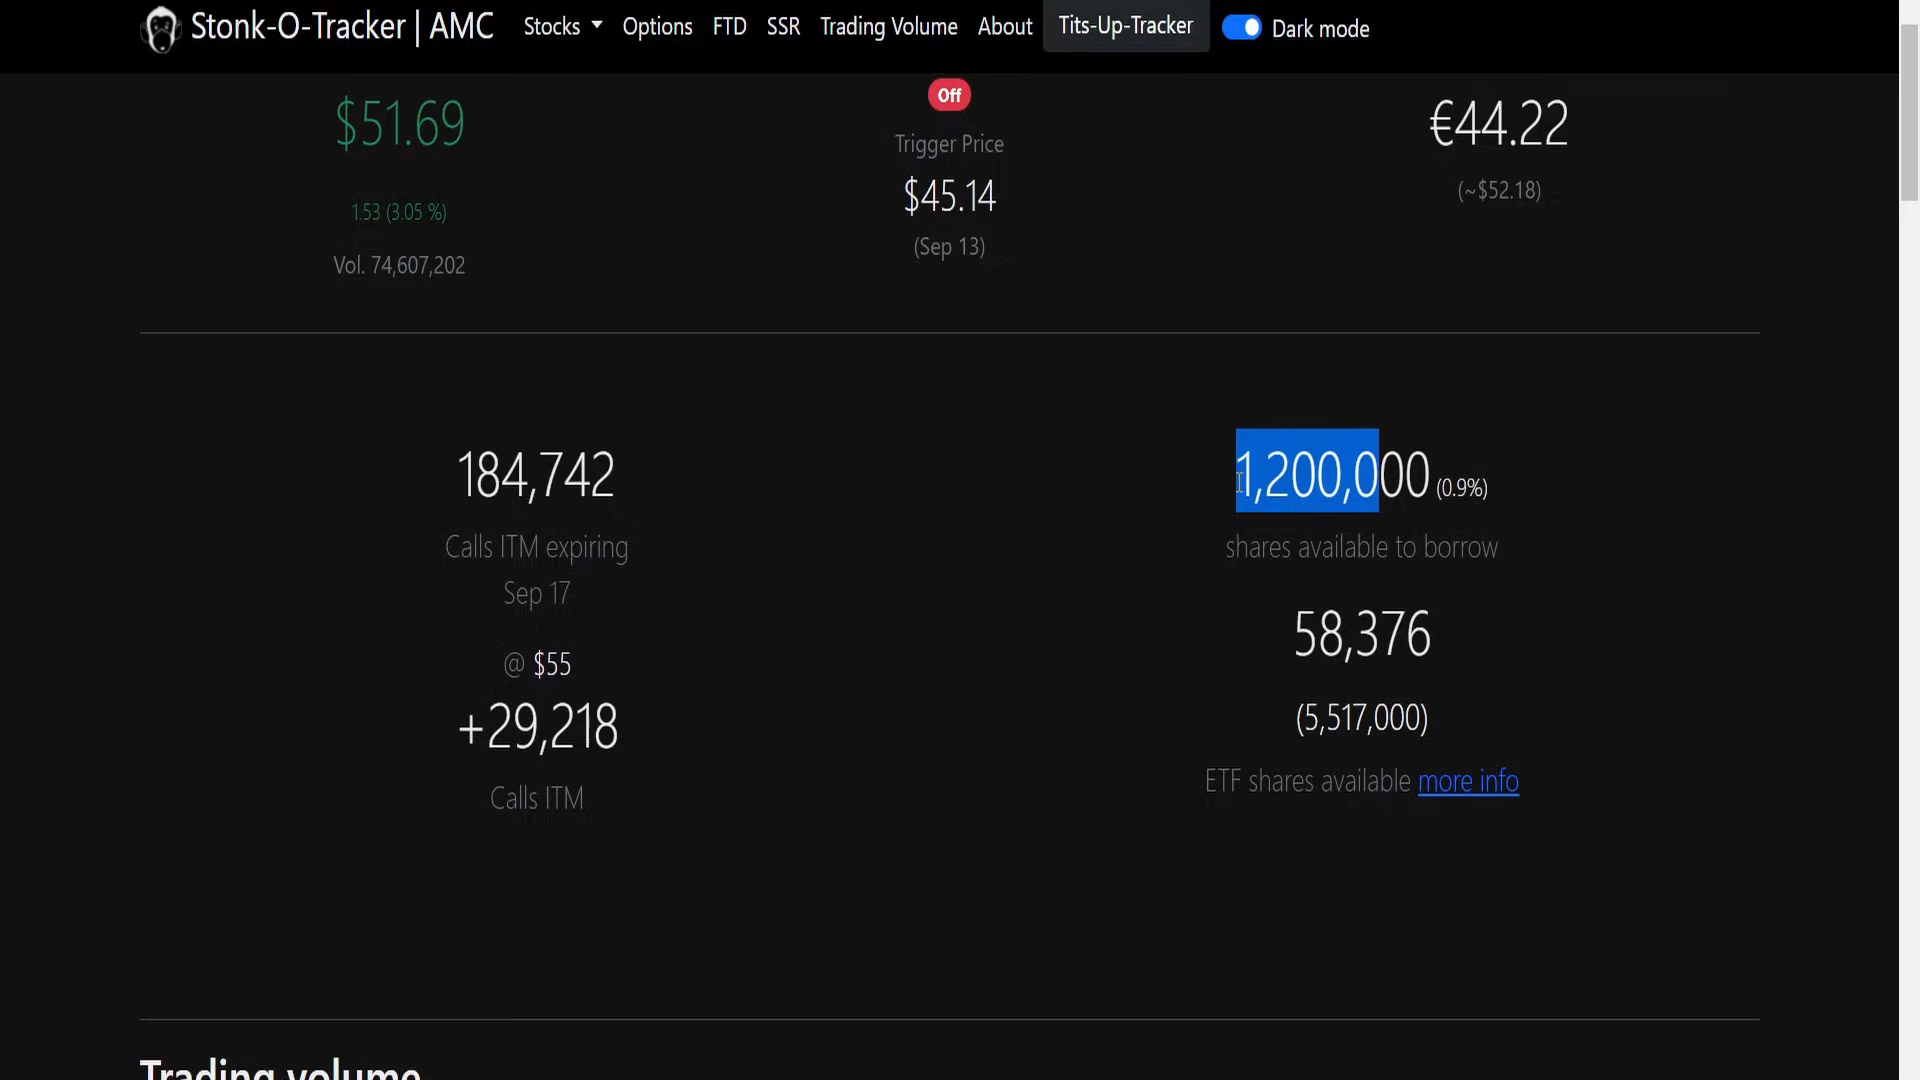 Stonk-O-Tracker | AMC Stocks Options FTD SSR Trading Volume About Tits-Up-Tracker Dark mode
$51.69
1.53 (3.05 %)
Vol. 74,607,202
Off
Trigger Price
$45.14
(Sep 13)
€44.22
(~$52.18)
184,742
Calls ITM expiring
Sep 17
@ $55
+29,218
Calls ITM
1,200,000 (0.9%)
shares available to borrow
58,376
(5,517,000)
ETF shares available more info
Trading volume